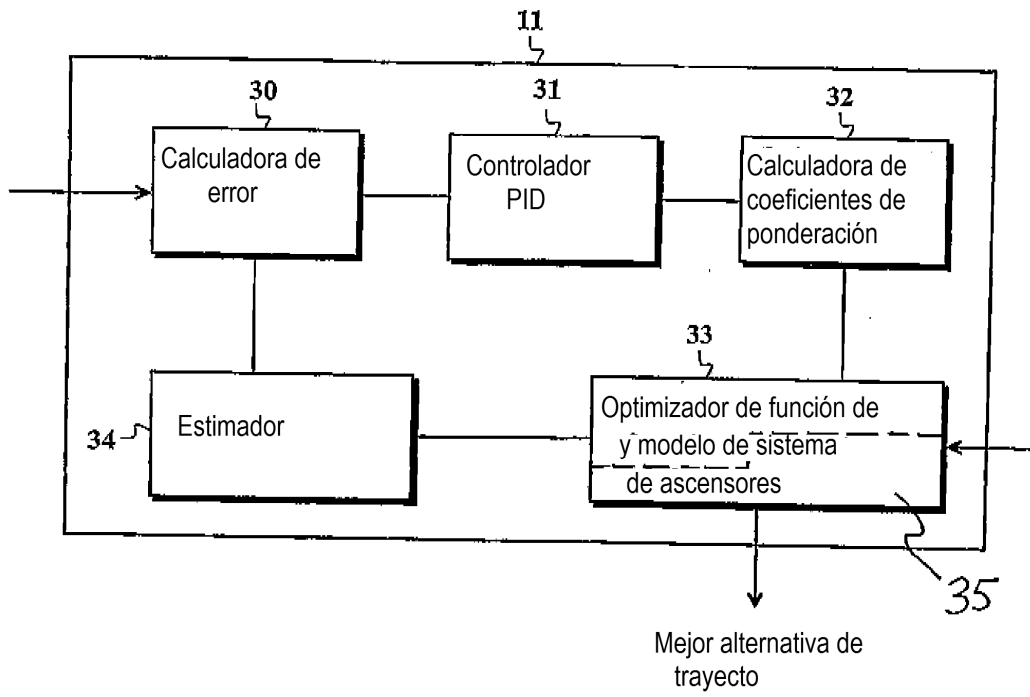 11
30
31
32
Calculadora de
error
Controlador
PID
Calculadora de
coeficientes de
ponderación
33
34
Estimador
Optimizador de función de
y modelo de sistema
de ascensores
35
Mejor alternativa de
trayecto